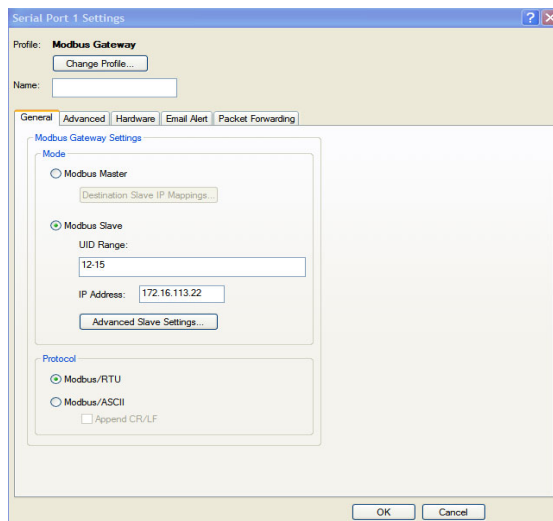 Serial Port 1 Settings
Profile: Modbus Gateway
Change Profile...
Name:
General Advanced Hardware Email Alert Packet Forwarding
Modbus Gateway Settings
Mode
Modbus Master
Destination Slave IP Mappings...
Modbus Slave
UID Range:
12-15
IP Address: 172.16.113.22
Advanced Slave Settings...
Protocol
Modbus/RTU
Modbus/ASCII
Append CR/LF
OK Cancel